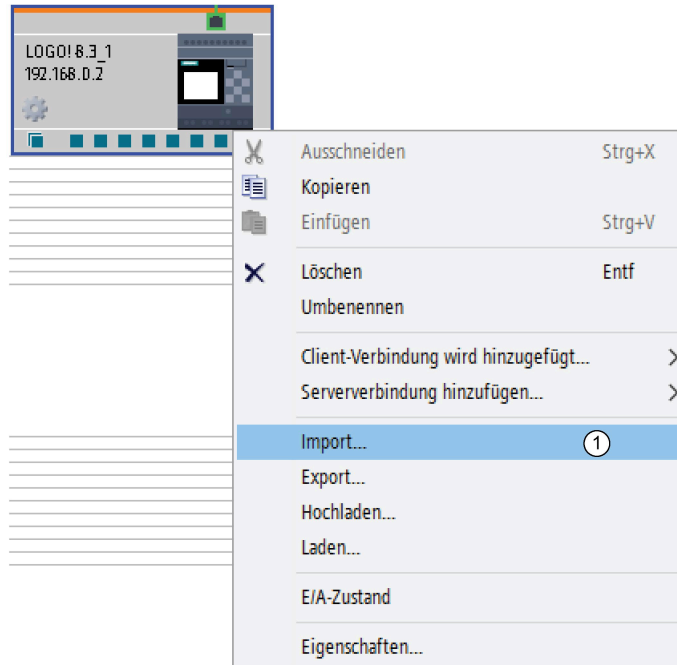 LOGO! 8.3_1
192.168.0.2
Ausschneiden Strg+X
Kopieren
Einfügen Strg+V
Löschen Entf
Umbenennen
Client-Verbindung wird hinzugefügt...
Serververbindung hinzufügen...
Import... 1
Export...
Hochladen...
Laden...
E/A-Zustand
Eigenschaften...